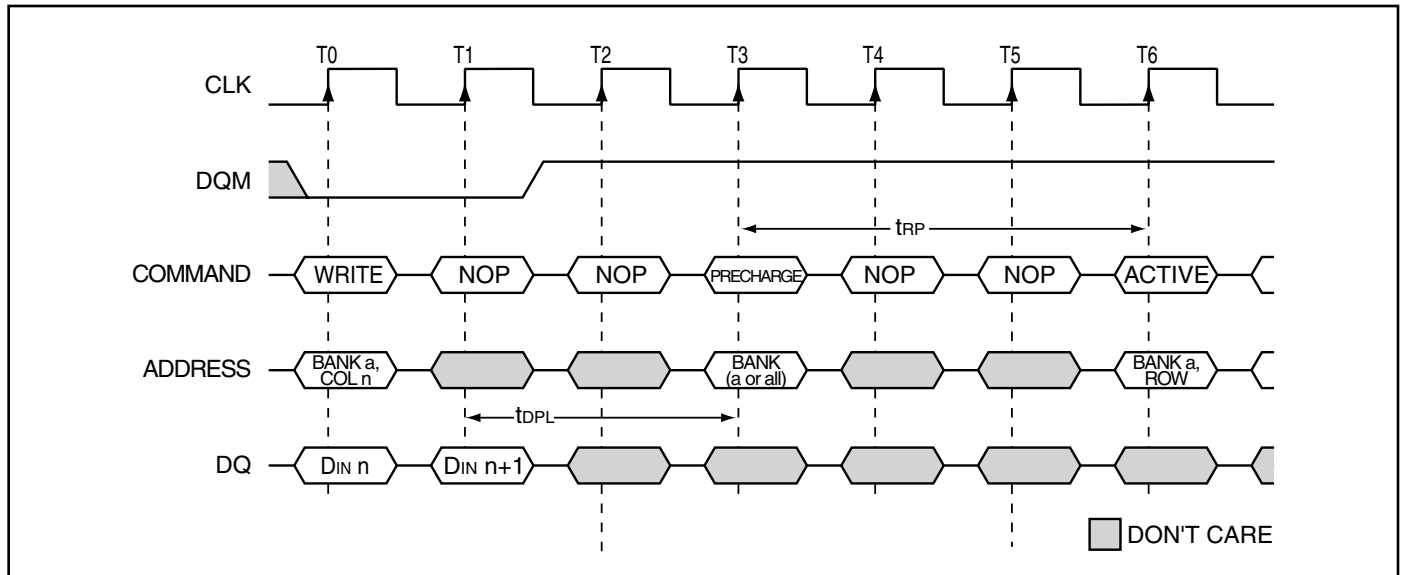 T0 T1 T2 T3 T4 T5 T6
CLK
DQM
tRP
COMMAND WRITE NOP NOP PRECHARGE NOP NOP ACTIVE
ADDRESS BANK a, COL n BANK (a or all) BANK a, ROW
tDPL
DQ DIN n DIN n+1
DON'T CARE